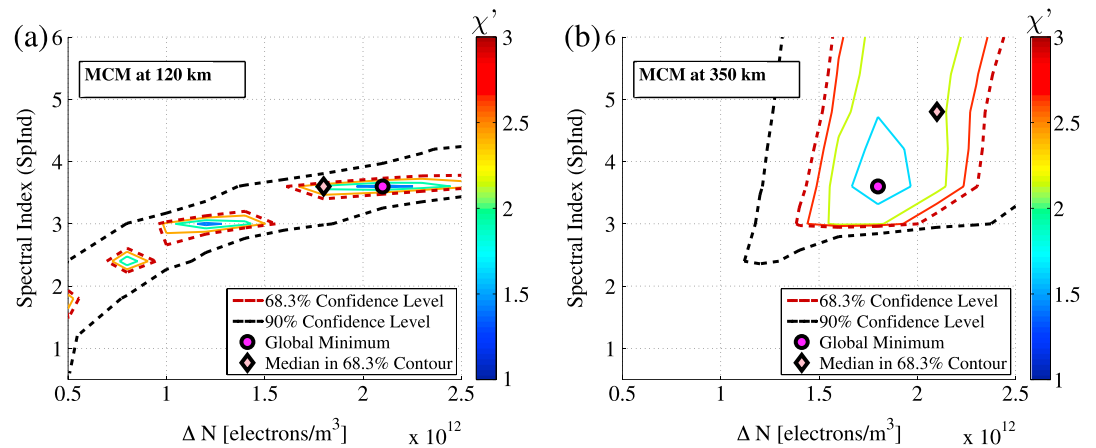 (a)
MCM at 120 km
Spectral Index (SpInd)
6
5
4
3
2
1
68.3% Confidence Level
90% Confidence Level
Global Minimum
Median in 68.3% Contour
0.5 1 1.5 2 2.5
Δ N [electrons/m³]
x 10¹²
χ’
3
2.5
2
1.5
1
(b)
MCM at 350 km
Spectral Index (SpInd)
6
5
4
3
2
1
68.3% Confidence Level
90% Confidence Level
Global Minimum
Median in 68.3% Contour
0.5 1 1.5 2 2.5
Δ N [electrons/m³]
x 10¹²
χ’
3
2.5
2
1.5
1